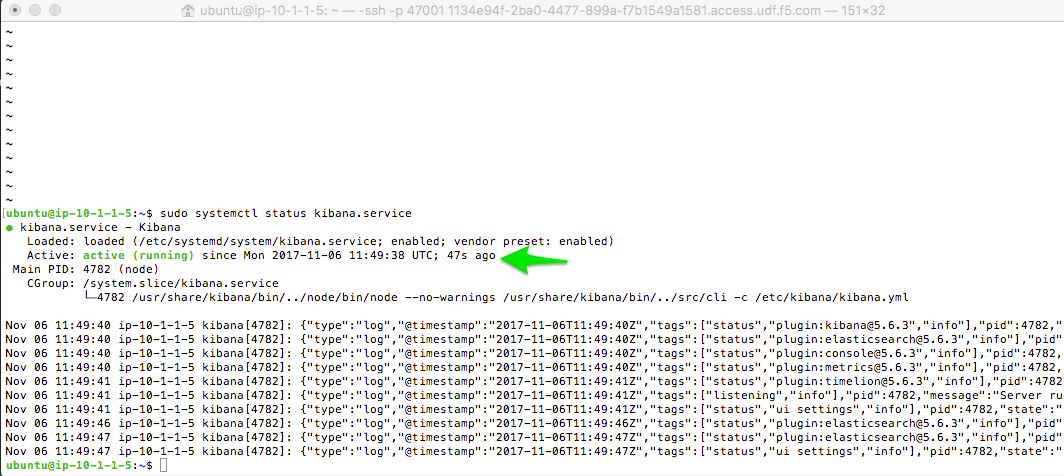 ubuntu@ip-10-1-1-5: ~ — -ssh -p 47001 1134e94f-2ba0-4477-899a-f7b1549a1581.access.udf.f5.com — 151×32
~
~
~
~
~
~
~
~
~
~
~
~
~
[ubuntu@ip-10-1-1-5:~$ sudo systemctl status kibana.service
● kibana.service - Kibana
   Loaded: loaded (/etc/systemd/system/kibana.service; enabled; vendor preset: enabled)
   Active: active (running) since Mon 2017-11-06 11:49:38 UTC; 47s ago
 Main PID: 4782 (node)
   CGroup: /system.slice/kibana.service
           └─4782 /usr/share/kibana/bin/../node/bin/node --no-warnings /usr/share/kibana/bin/../src/cli -c /etc/kibana/kibana.yml
Nov 06 11:49:40 ip-10-1-1-5 kibana[4782]: {"type":"log","@timestamp":"2017-11-06T11:49:40Z","tags":["status","plugin:kibana@5.6.3","info"],"pid":4782,"
Nov 06 11:49:40 ip-10-1-1-5 kibana[4782]: {"type":"log","@timestamp":"2017-11-06T11:49:40Z","tags":["status","plugin:elasticsearch@5.6.3","info"],"pid"
Nov 06 11:49:40 ip-10-1-1-5 kibana[4782]: {"type":"log","@timestamp":"2017-11-06T11:49:40Z","tags":["status","plugin:console@5.6.3","info"],"pid":4782,
Nov 06 11:49:40 ip-10-1-1-5 kibana[4782]: {"type":"log","@timestamp":"2017-11-06T11:49:40Z","tags":["status","plugin:metrics@5.6.3","info"],"pid":4782,
Nov 06 11:49:41 ip-10-1-1-5 kibana[4782]: {"type":"log","@timestamp":"2017-11-06T11:49:41Z","tags":["status","plugin:timelion@5.6.3","info"],"pid":4782
Nov 06 11:49:41 ip-10-1-1-5 kibana[4782]: {"type":"log","@timestamp":"2017-11-06T11:49:41Z","tags":["listening","info"],"pid":4782,"message":"Server ru
Nov 06 11:49:41 ip-10-1-1-5 kibana[4782]: {"type":"log","@timestamp":"2017-11-06T11:49:41Z","tags":["status","ui settings","info"],"pid":4782,"state":"
Nov 06 11:49:46 ip-10-1-1-5 kibana[4782]: {"type":"log","@timestamp":"2017-11-06T11:49:46Z","tags":["status","plugin:elasticsearch@5.6.3","info"],"pid"
Nov 06 11:49:47 ip-10-1-1-5 kibana[4782]: {"type":"log","@timestamp":"2017-11-06T11:49:47Z","tags":["status","plugin:elasticsearch@5.6.3","info"],"pid"
Nov 06 11:49:47 ip-10-1-1-5 kibana[4782]: {"type":"log","@timestamp":"2017-11-06T11:49:47Z","tags":["status","ui settings","info"],"pid":4782,"state":"
ubuntu@ip-10-1-1-5:~$